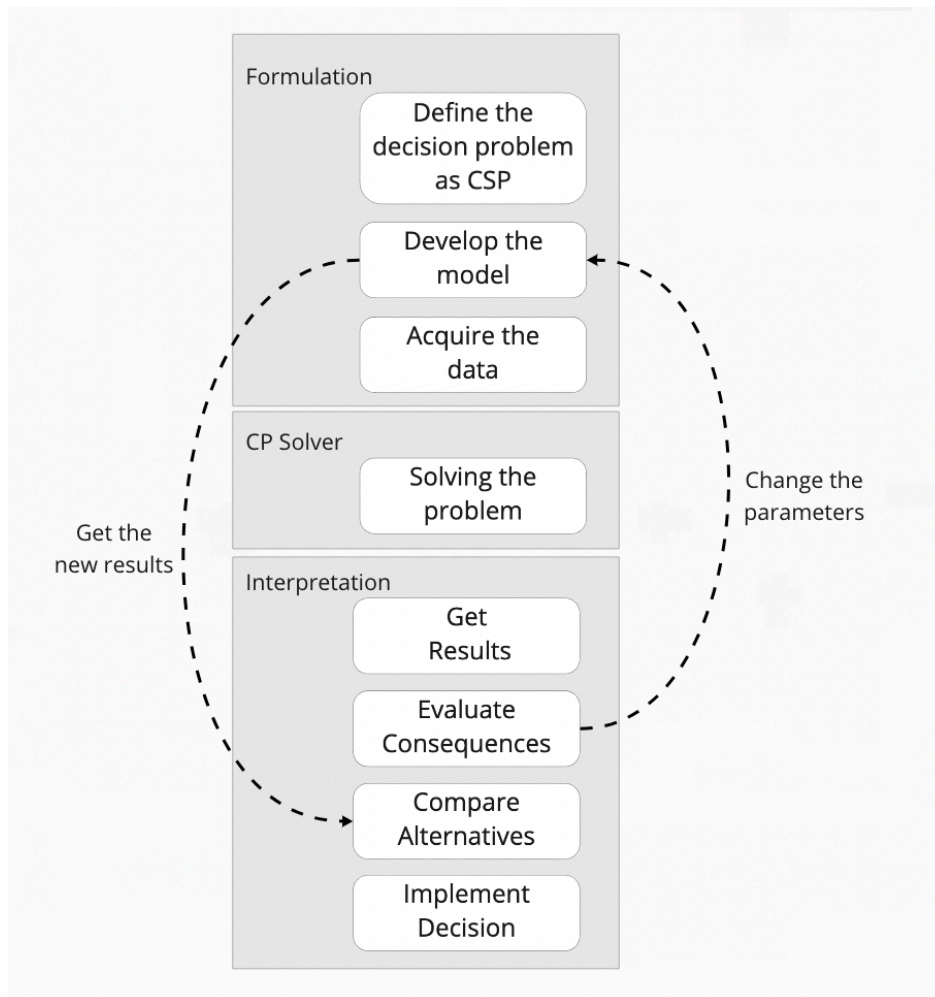 Formulation
Define the
decision problem
as CSP
Develop the
model
Acquire the
data
CP Solver
Solving the
problem
Change the
parameters
Get the
new results
Interpretation
Get
Results
Evaluate
Consequences
Compare
Alternatives
Implement
Decision